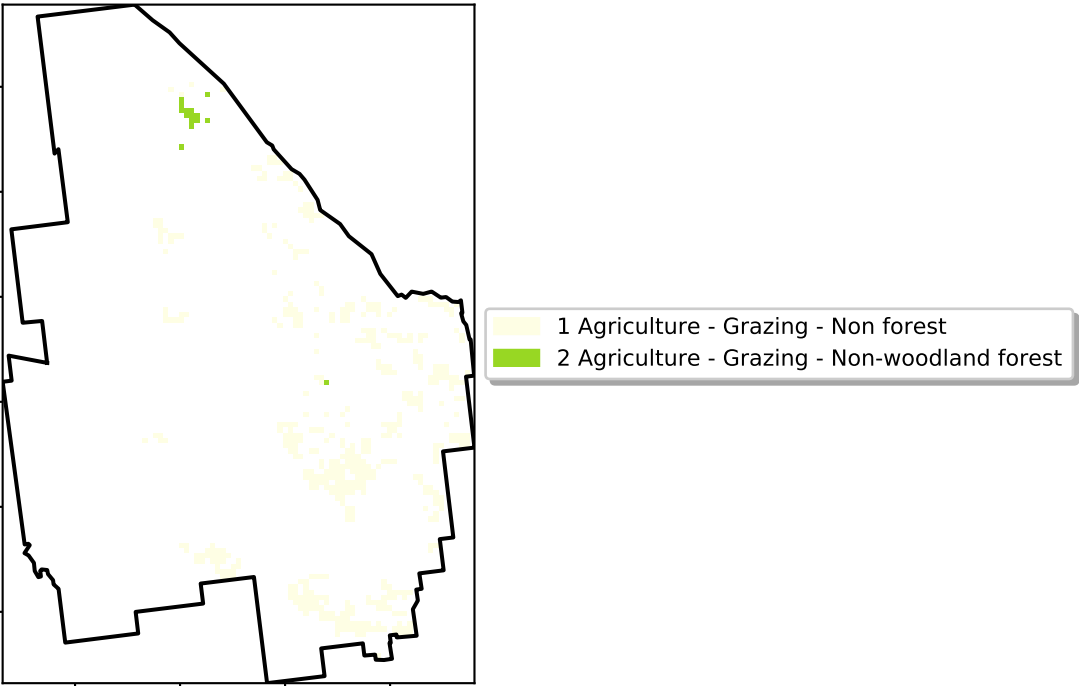 1 Agriculture - Grazing - Non forest
2 Agriculture - Grazing - Non-woodland forest